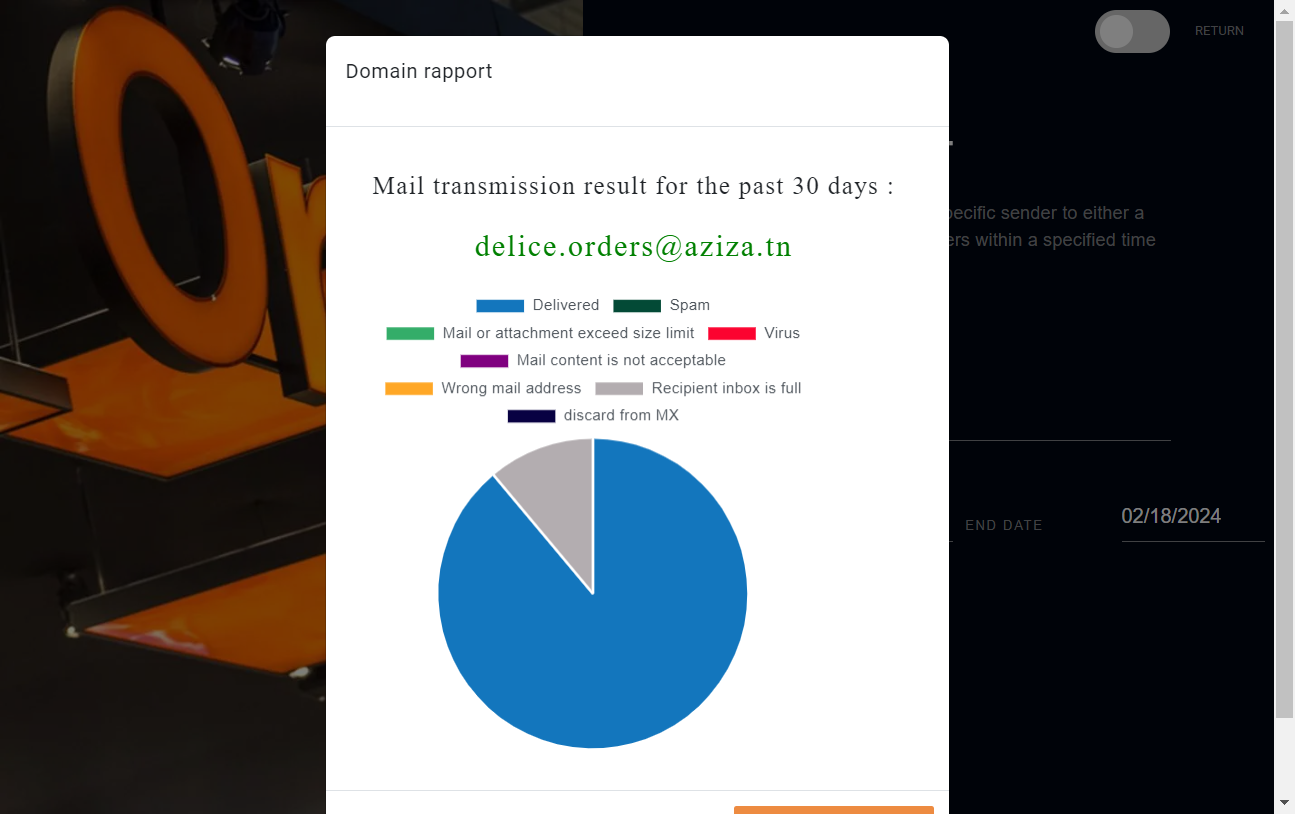 RETURN
Domain rapport
Mail transmission result for the past 30 days :
pecific sender to either a
delice.orders@aziza.tn
ers within a specified time
Delivered Spam
Mail or attachment exceed size limit Virus
Mail content is not acceptable
Wrong mail address Recipient inbox is full
discard from MX
END DATE 02/18/2024